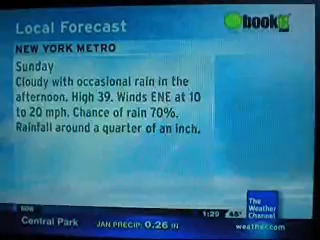 Local Forecast
book
NEW YORK METRO
Sunday
Cloudy with occasional rain in the
afternoon. High 39. Winds ENE at 10
to 20 mph. Chance of rain 70%.
Rainfall around a quarter of an inch.
The
Weather
Channel
NOW
1:29 45°
Central Park JAN PRECIP: 0.26 IN
weather.com